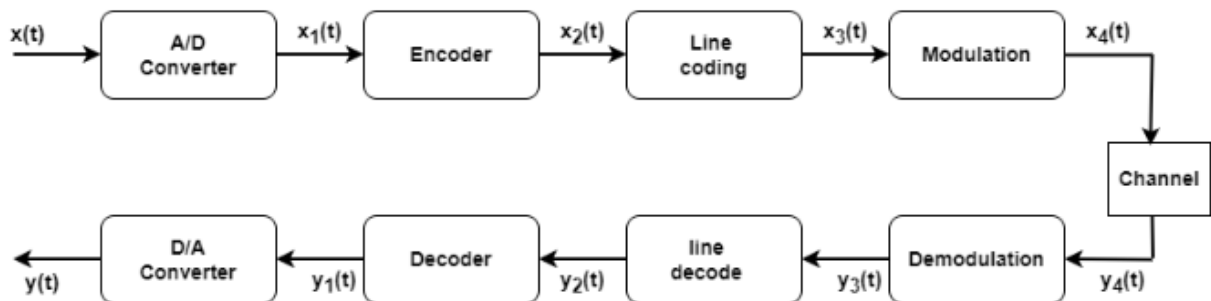 x(t)
A/D
Converter
x₁(t)
Encoder
x₂(t)
Line
coding
x₃(t)
Modulation
x₄(t)
Channel
y(t)
D/A
Converter
y₁(t)
Decoder
y₂(t)
line
decode
y₃(t)
Demodulation
y₄(t)